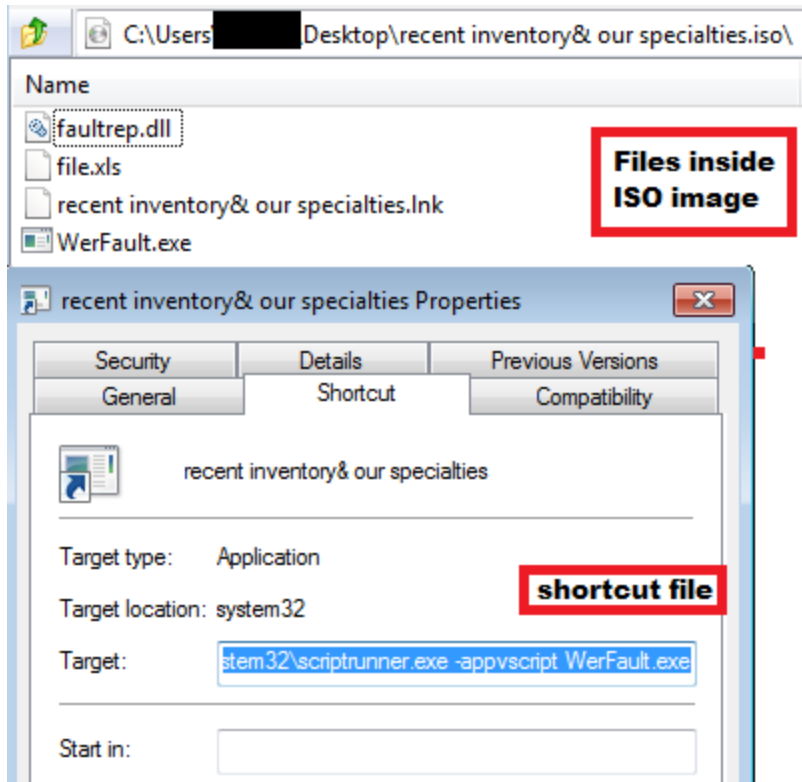 C:\Users\ Desktop\recent inventory& our specialties.iso\
Name
faultrep.dll
file.xls
recent inventory& our specialties.lnk
WerFault.exe
Files inside
ISO image
recent inventory& our specialties Properties
Security Details Previous Versions
General Shortcut Compatibility
recent inventory& our specialties
Target type: Application
Target location: system32
shortcut file
Target: stem32\scriptrunner.exe -appvscript WerFault.exe
Start in: